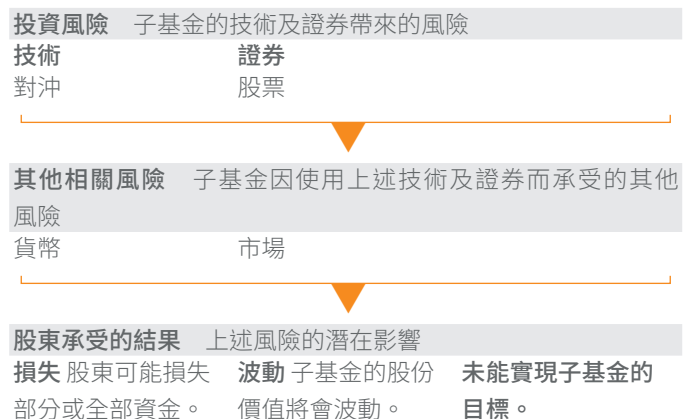 投資風險 子基金的技術及證券帶來的風險
技術 證券
對沖 股票
其他相關風險 子基金因使用上述技術及證券而承受的其他
風險
貨幣 市場
股東承受的結果 上述風險的潛在影響
損失 股東可能損失 波動 子基金的股份 未能實現子基金的
部分或全部資金。 價值將會波動。 目標。